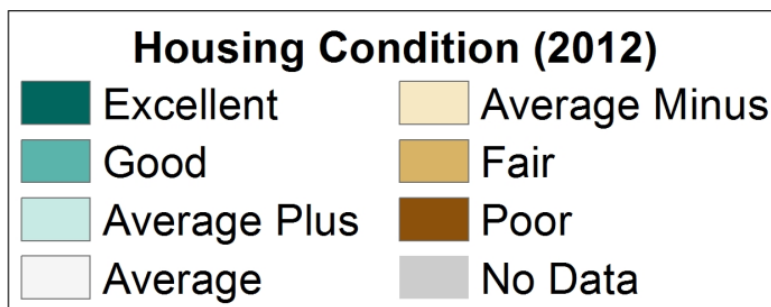 Housing Condition (2012)
Excellent
Good
Average Plus
Average
Average Minus
Fair
Poor
No Data